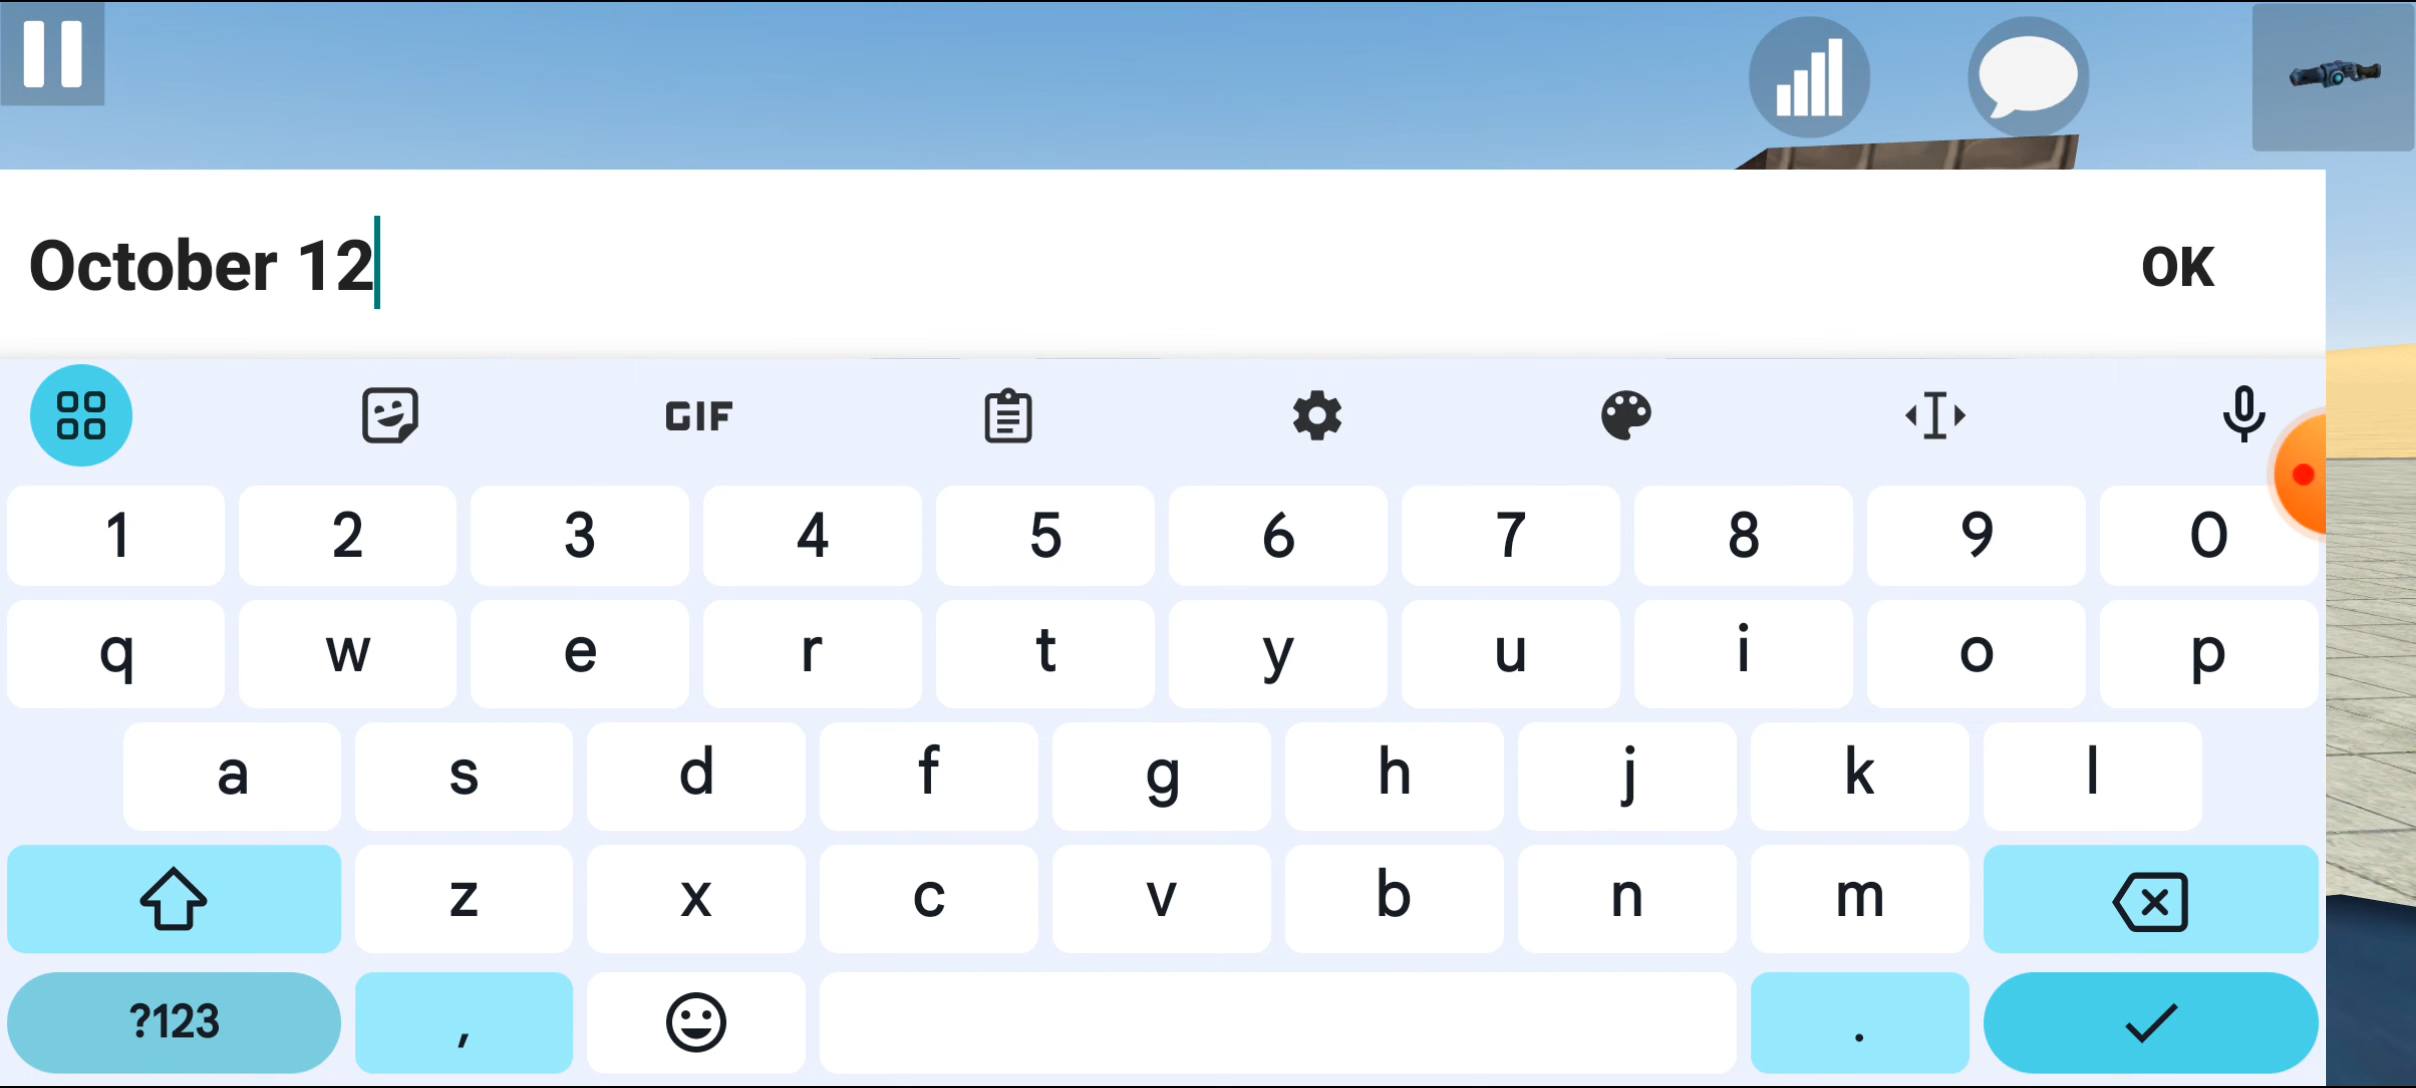 October 12
OK
GIF
1 2 3 4 5 6 7 8 9 0
q w e r t y u i o p
a s d f g h j k l
z x c v b n m
?123 , .